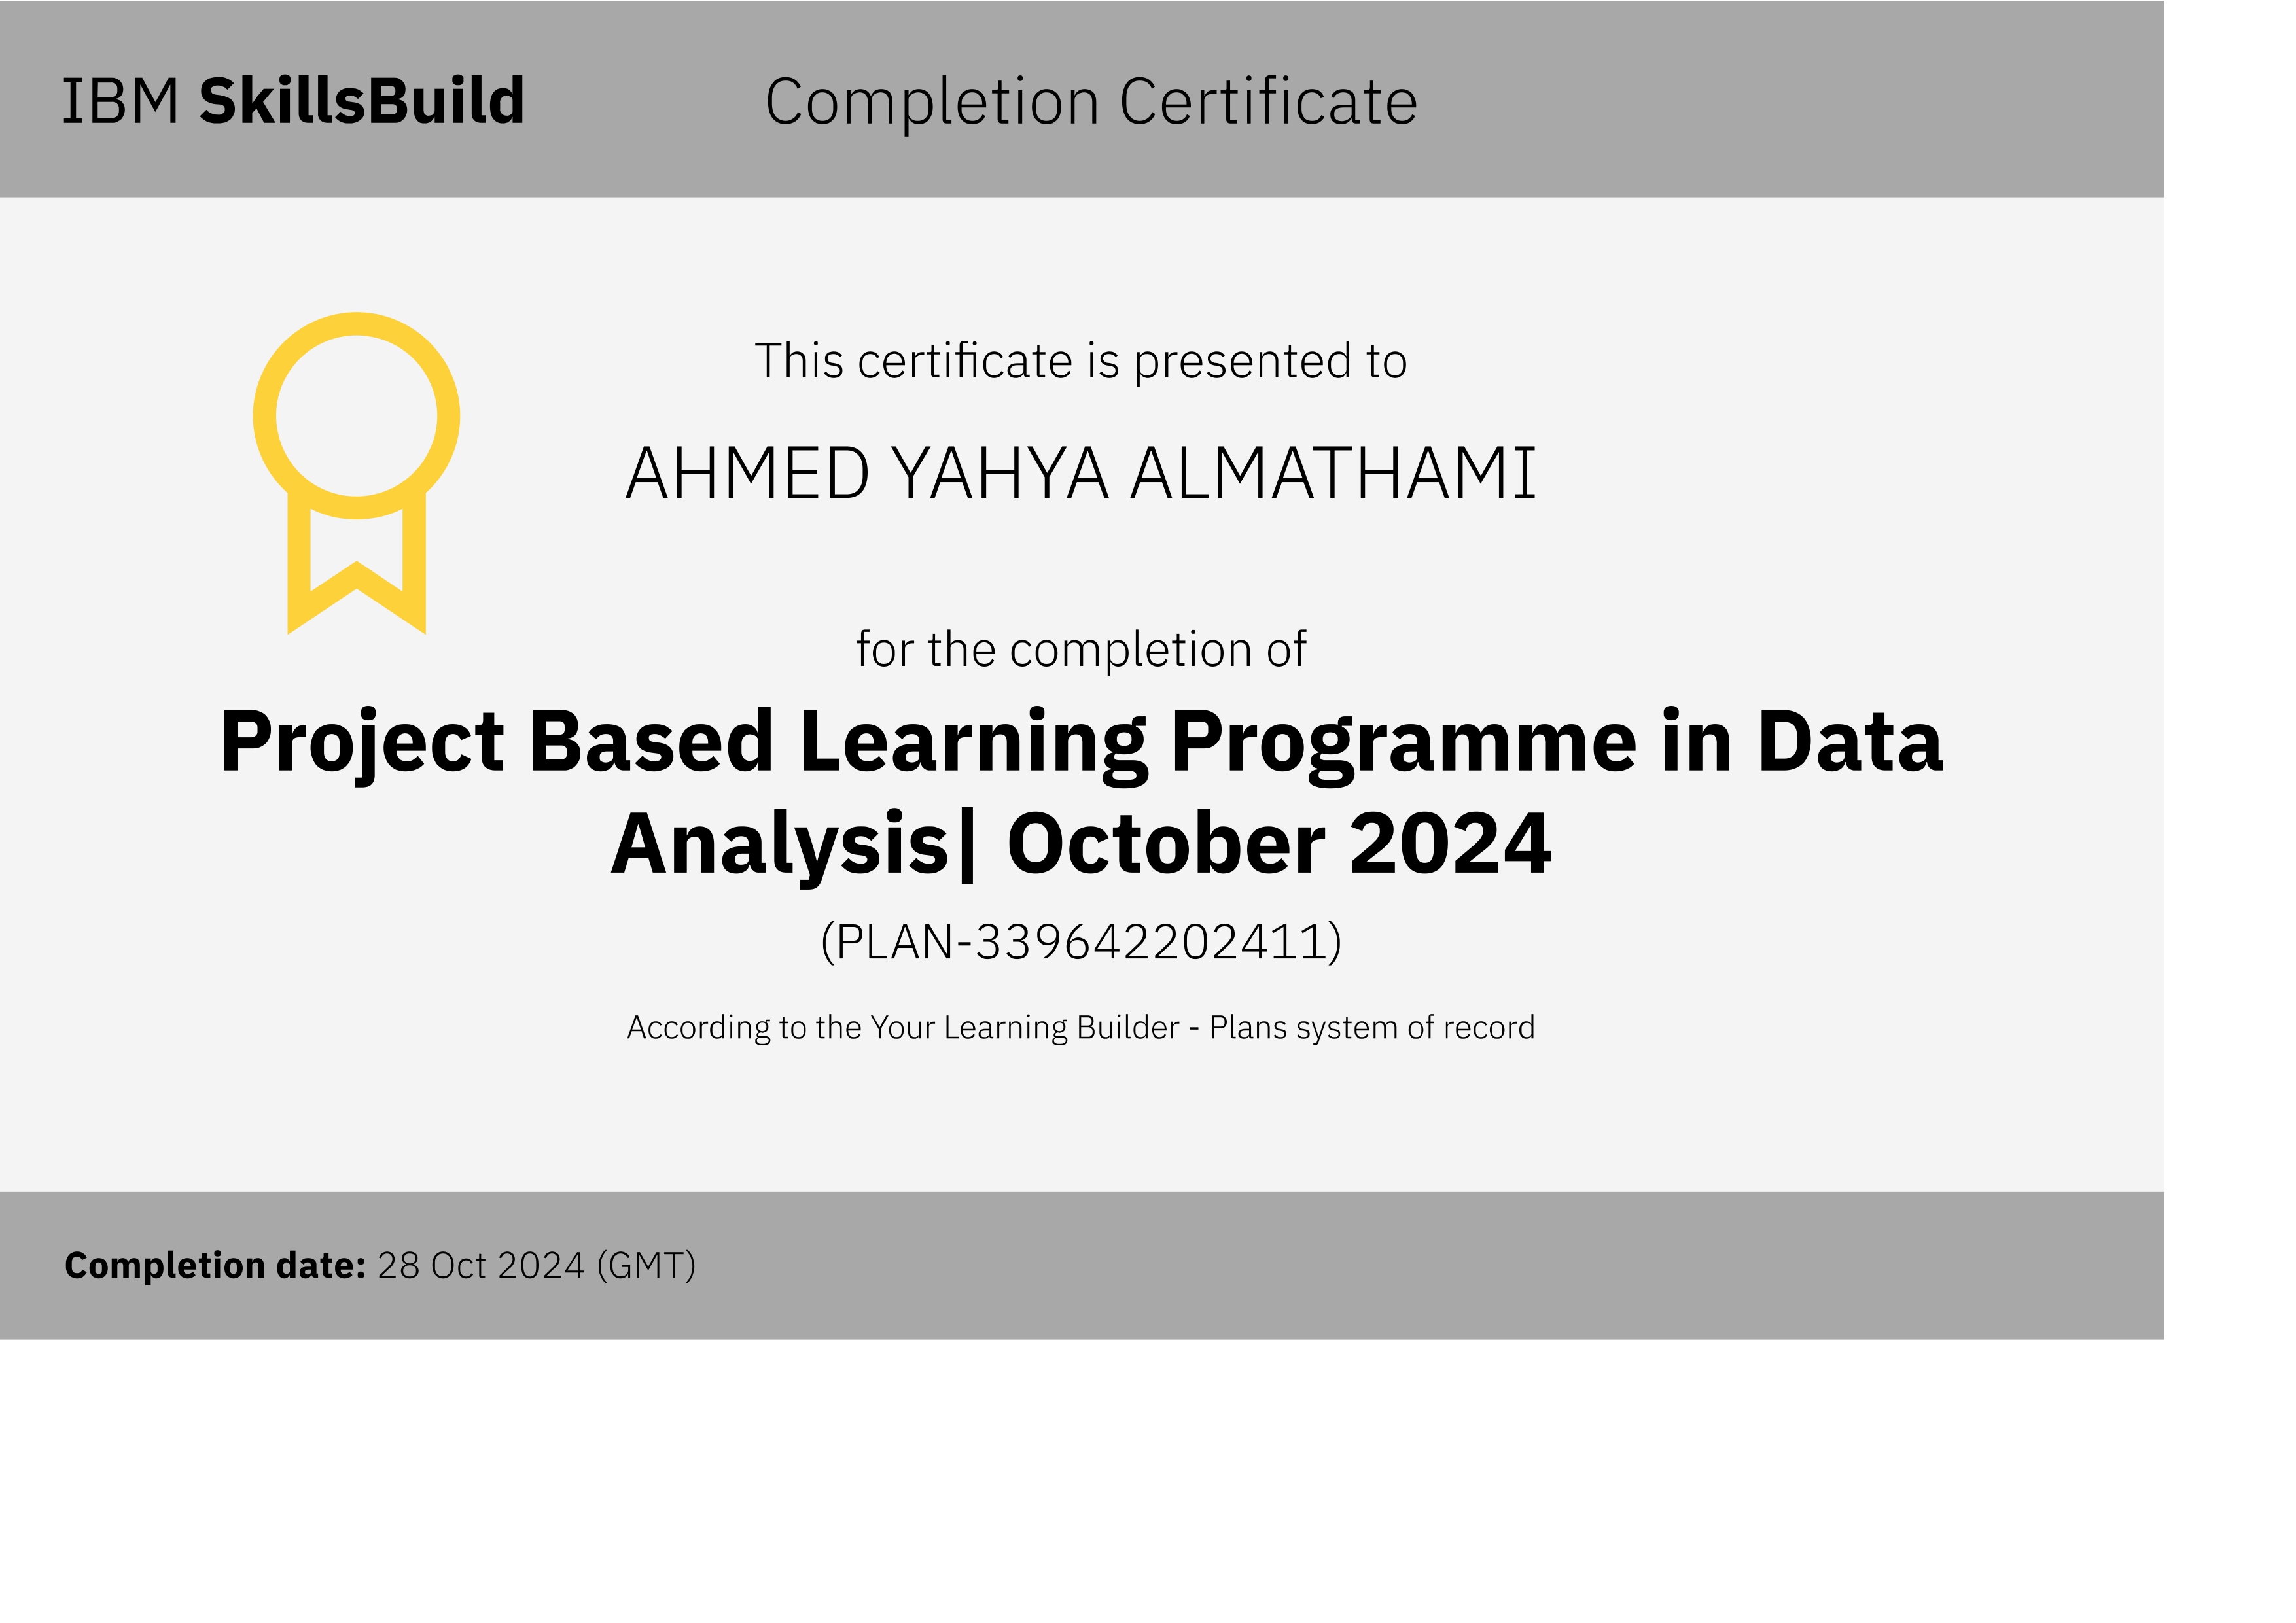 IBM SkillsBuild
Completion Certificate
This certificate is presented to
AHMED YAHYA ALMATHAMI
for the completion of
Project Based Learning Programme in Data
Analysis| October 2024
(PLAN-339642202411)
According to the Your Learning Builder - Plans system of record
Completion date: 28 Oct 2024 (GMT)